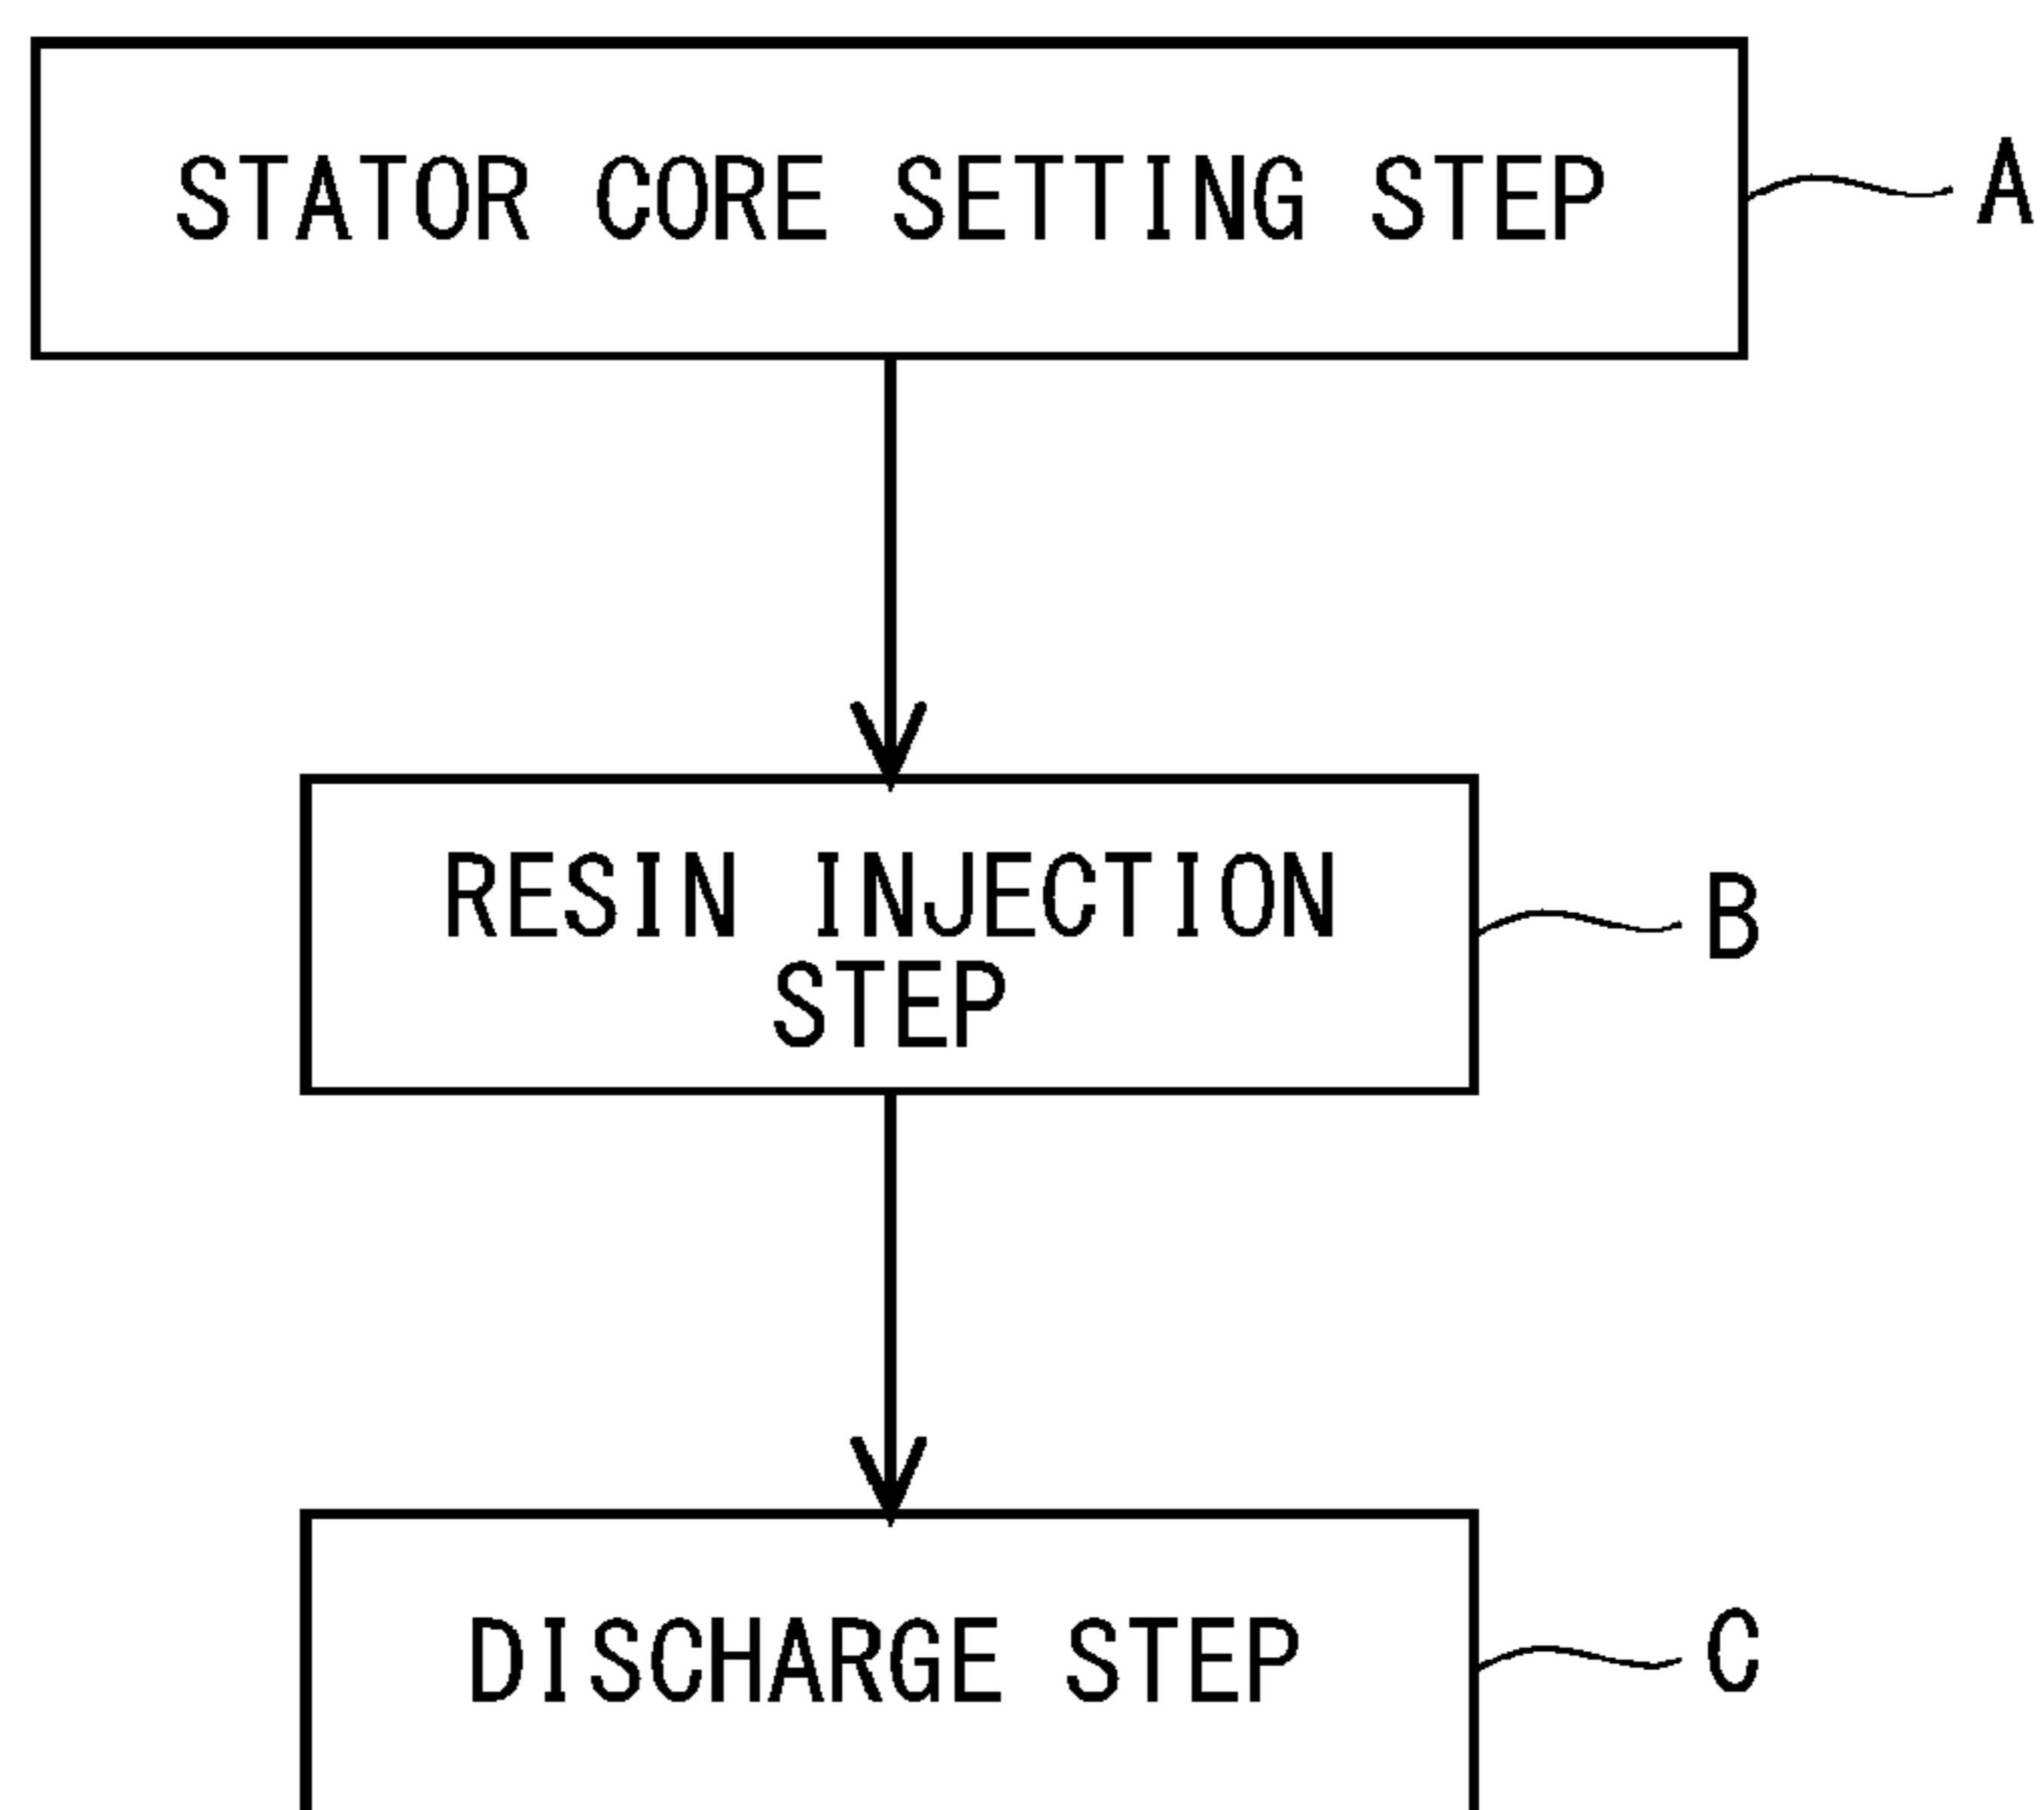 STATOR CORE SETTING STEP
A
RESIN INJECTION
STEP
B
DISCHARGE STEP
C